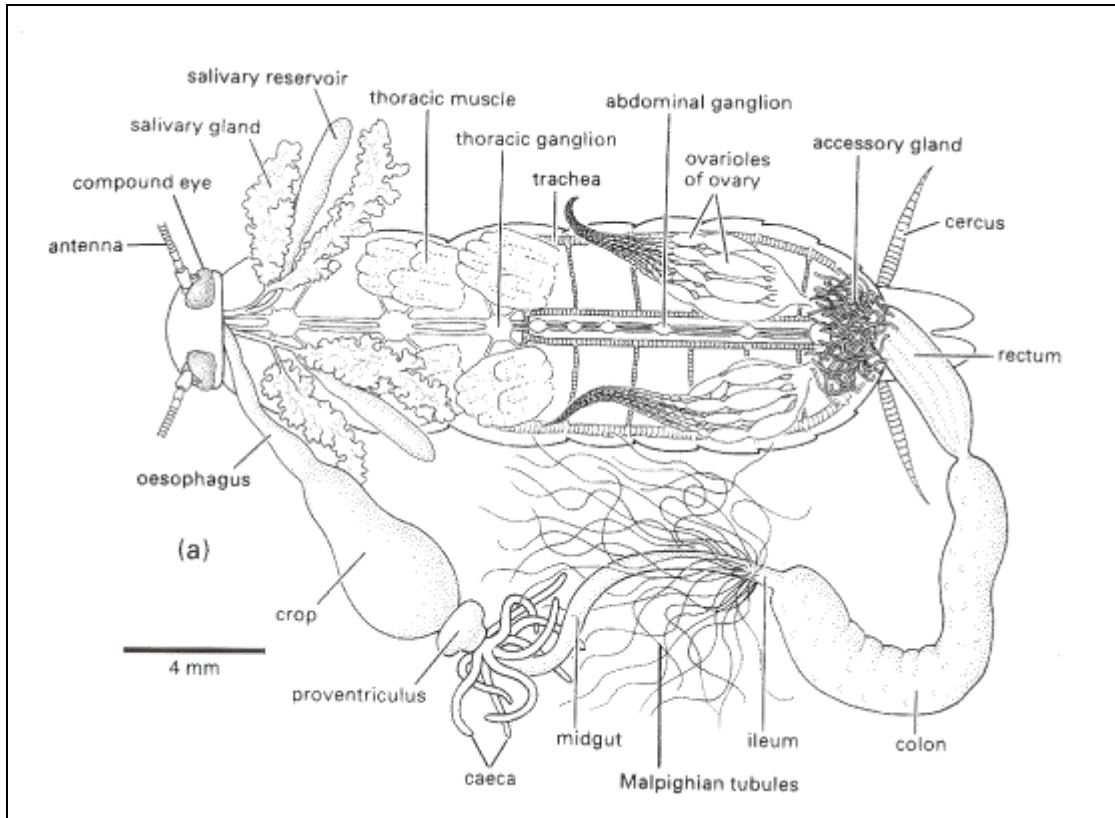 salivary reservoir
thoracic muscle
abdominal ganglion
salivary gland
thoracic ganglion
ovarioles
of ovary
accessory gland
trachea
compound eye
cercus
antenna
rectum
oesophagus
(a)
crop
4 mm
proventriculus
midgut
ileum
colon
caeca
Malpighian tubules